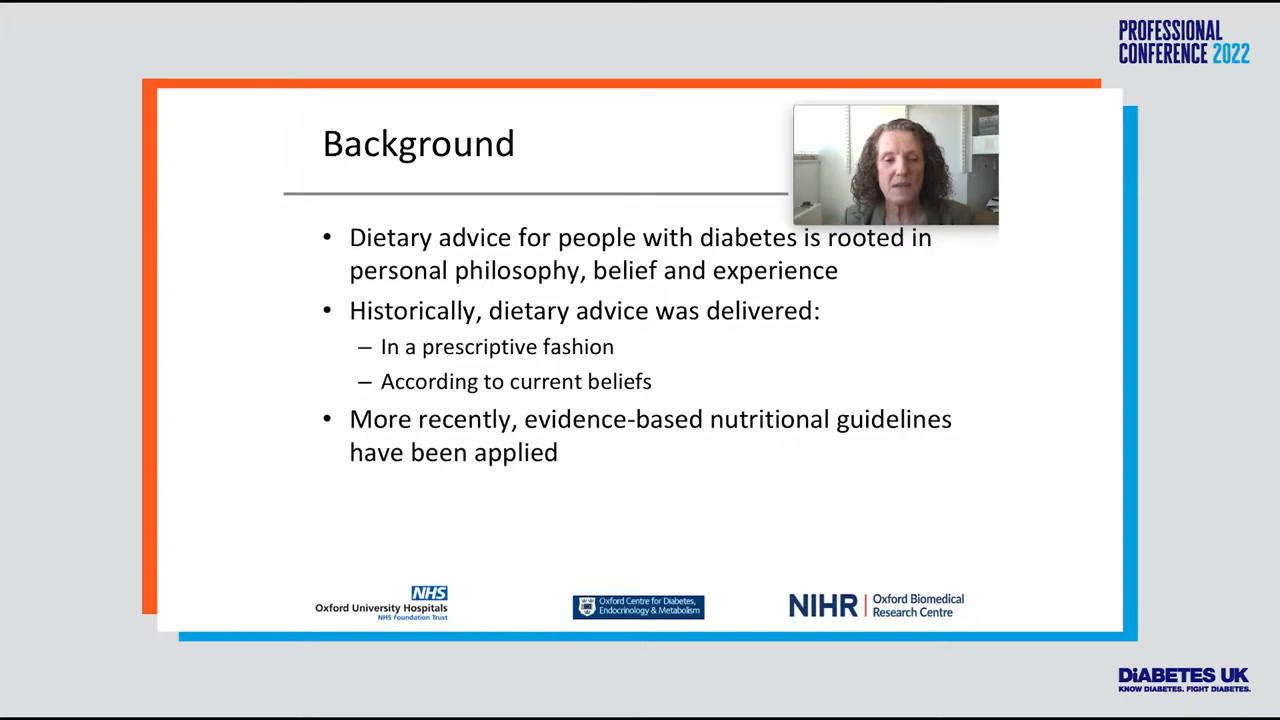 PROFESSIONAL
CONFERENCE 2022
Background
• Dietary advice for people with diabetes is rooted in
personal philosophy, belief and experience
• Historically, dietary advice was delivered:
– In a prescriptive fashion
– According to current beliefs
• More recently, evidence-based nutritional guidelines
have been applied
NHS
Oxford University Hospitals
NHS Foundation Trust
Oxford Centre for Diabetes,
Endocrinology & Metabolism
NIHR | Oxford Biomedical
Research Centre
DiABETES UK
KNOW DIABETES. FIGHT DIABETES.